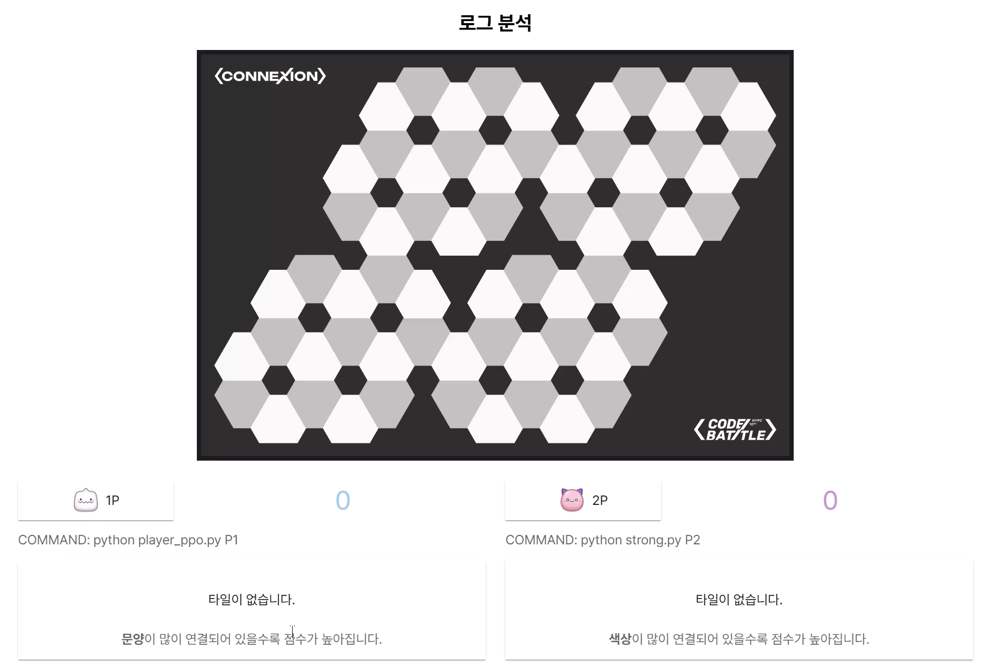 로그 분석
CONNEXION
CODE
NYPC
10th
BATTLE
1P
0
2P
0
COMMAND: python player_ppo.py P1
COMMAND: python strong.py P2
타일이 없습니다.
타일이 없습니다.
문양이 많이 연결되어 있을수록 점수가 높아집니다.
색상이 많이 연결되어 있을수록 점수가 높아집니다.